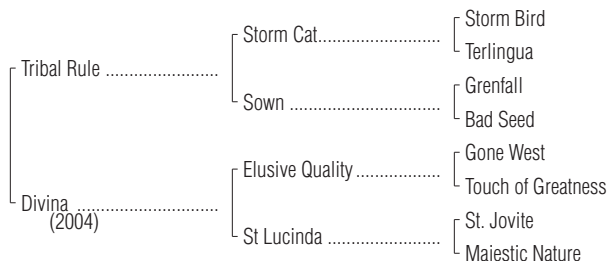 Storm Bird
Storm Cat..............................
Terlingua
Tribal Rule ...........................
Grenfall
Sown .....................................
Bad Seed
Gone West
Elusive Quality .....................
Touch of Greatness
Divina ...................................
(2004)
St. Jovite
St Lucinda ...........................
Majestic Nature